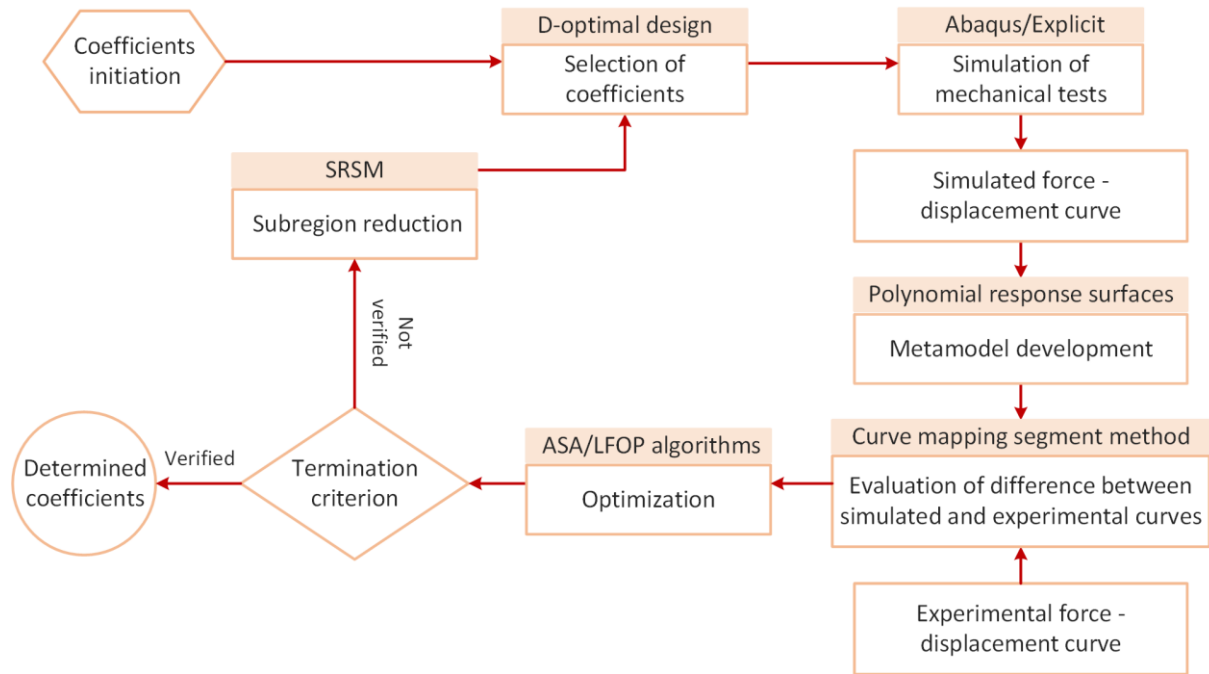 Coefficients
initiation
D-optimal design
Selection of
coefficients
Abaqus/Explicit
Simulation of
mechanical tests
Simulated force -
displacement curve
Polynomial response surfaces
Metamodel development
Curve mapping segment method
Evaluation of difference between
simulated and experimental curves
Experimental force -
displacement curve
ASA/LFOP algorithms
Optimization
Termination
criterion
Not
verified
SRSM
Subregion reduction
Verified
Determined
coefficients